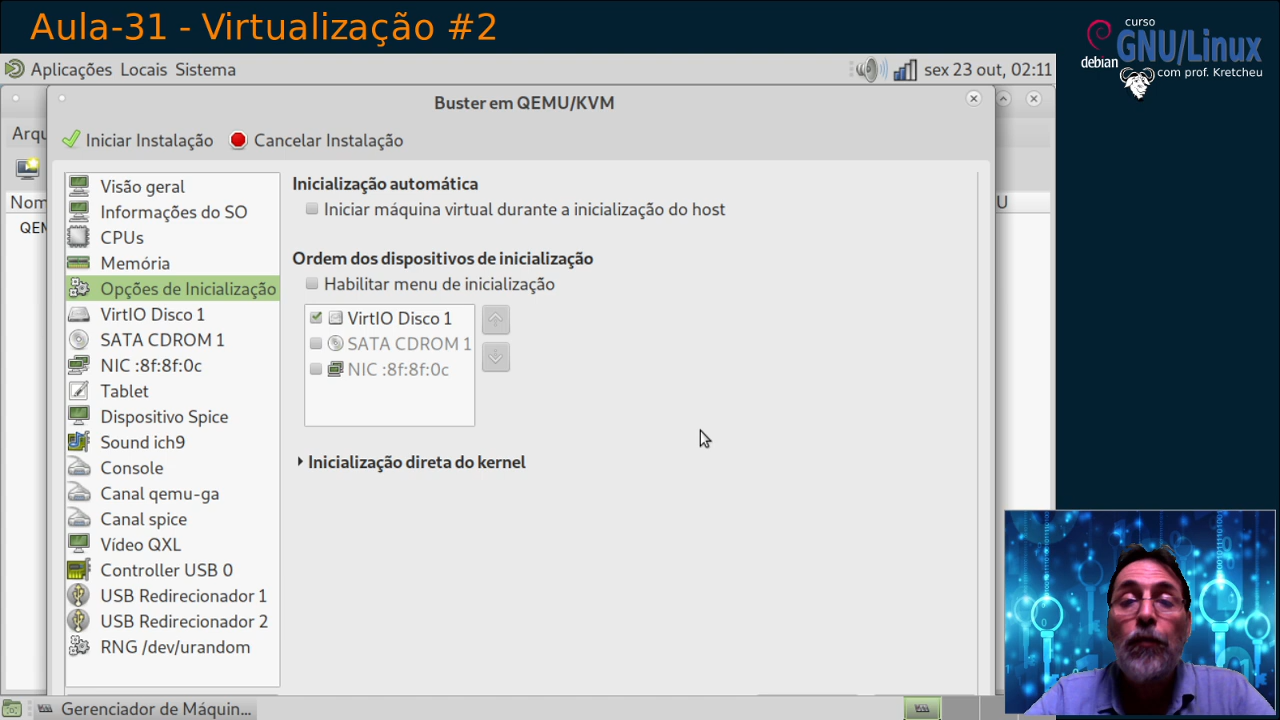 Aula-31 - Virtualização #2
curso
GNU/Linux
debian
com prof. Kretcheu
Aplicações Locais Sistema
sex 23 out, 02:11
Buster em QEMU/KVM
Arqu
Iniciar Instalação
Cancelar Instalação
Nom
U
QEM
Visão geral
Informações do SO
CPUs
Memória
Opções de Inicialização
VirtIO Disco 1
SATA CDROM 1
NIC :8f:8f:0c
Tablet
Dispositivo Spice
Sound ich9
Console
Canal qemu-ga
Canal spice
Vídeo QXL
Controller USB 0
USB Redirecionador 1
USB Redirecionador 2
RNG /dev/urandom
Inicialização automática
Iniciar máquina virtual durante a inicialização do host
Ordem dos dispositivos de inicialização
Habilitar menu de inicialização
VirtIO Disco 1
SATA CDROM 1
NIC :8f:8f:0c
Inicialização direta do kernel
Gerenciador de Máquin...